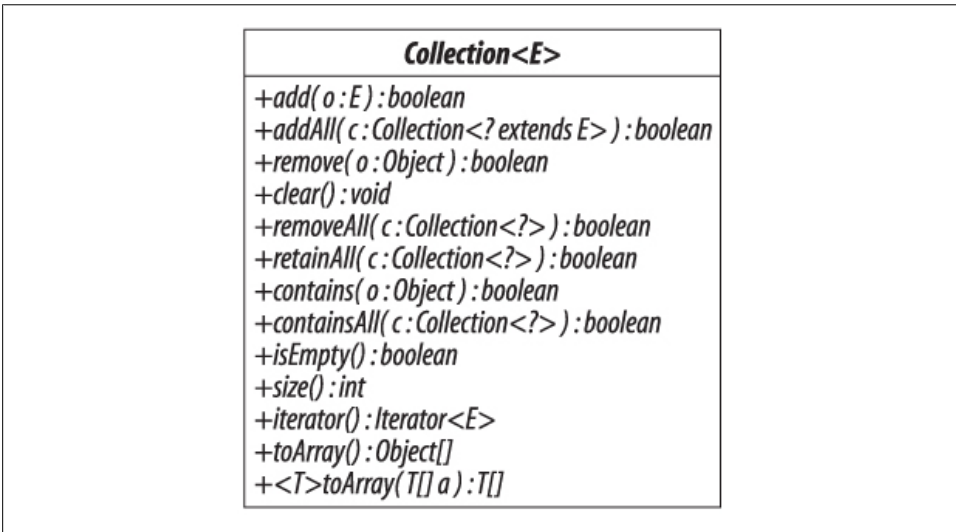 Collection<E>
+add( o : E ) : boolean
+addAll( c : Collection<? extends E> ) : boolean
+remove( o : Object ) : boolean
+clear() : void
+removeAll( c : Collection<?> ) : boolean
+retainAll( c : Collection<?> ) : boolean
+contains( o : Object ) : boolean
+containsAll( c : Collection<?> ) : boolean
+isEmpty() : boolean
+size() : int
+iterator() : Iterator<E>
+toArray() : Object[]
+<T>toArray( T[] a ) : T[]